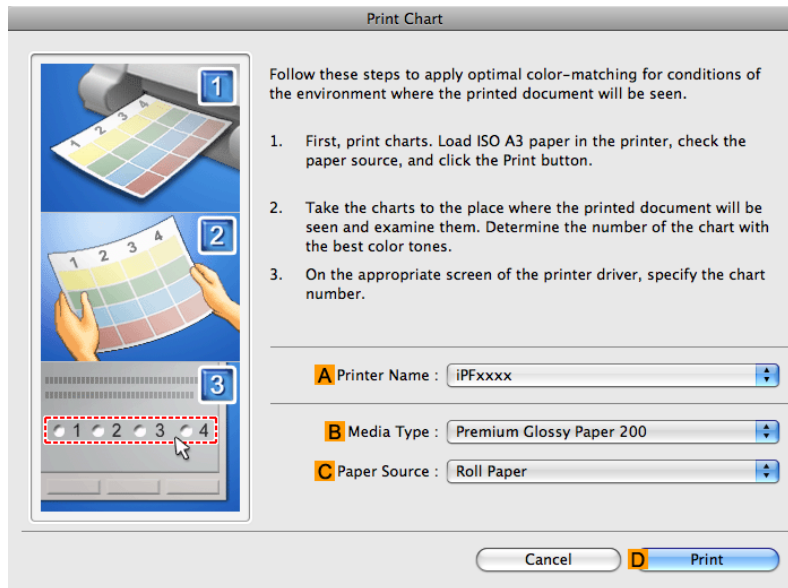 Print Chart
1
1 2 3 4
2
1 2 3 4
3
1 2 3 4
Follow these steps to apply optimal color-matching for conditions of
the environment where the printed document will be seen.
1. First, print charts. Load ISO A3 paper in the printer, check the
paper source, and click the Print button.
2. Take the charts to the place where the printed document will be
seen and examine them. Determine the number of the chart with
the best color tones.
3. On the appropriate screen of the printer driver, specify the chart
number.
A Printer Name : iPFxxxx
B Media Type : Premium Glossy Paper 200
C Paper Source : Roll Paper
Cancel D Print